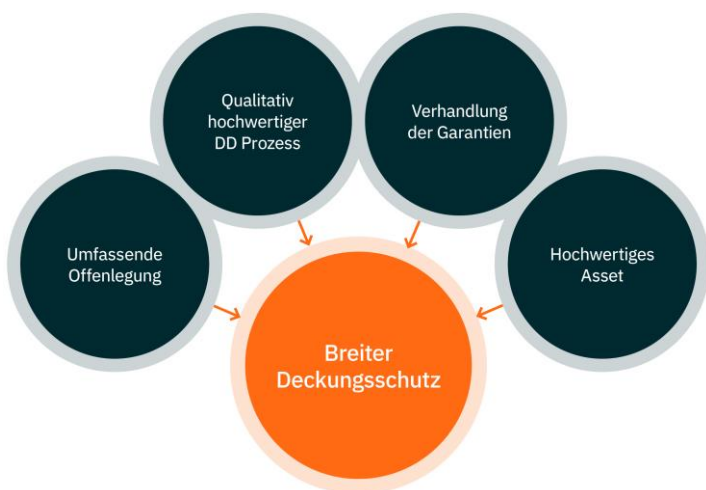 Qualitativ
hochwertiger
DD Prozess
Verhandlung
der Garantien
Umfassende
Offenlegung
Hochwertiges
Asset
Breiter
Deckungsschutz